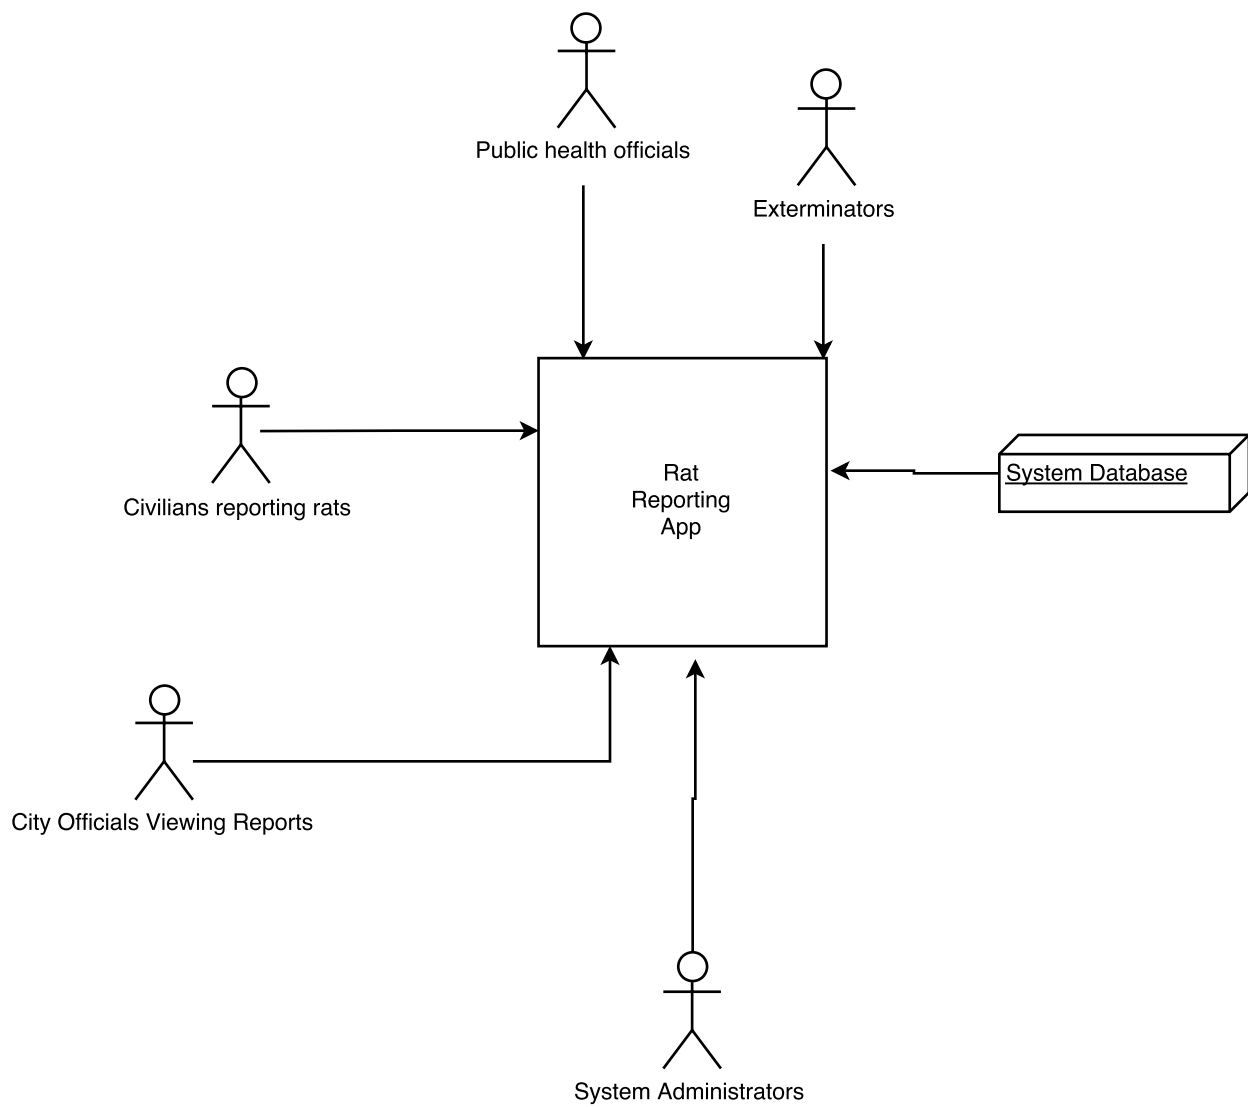 Public health officials
Exterminators
Civilians reporting rats
Rat
Reporting
App
System Database
City Officials Viewing Reports
System Administrators